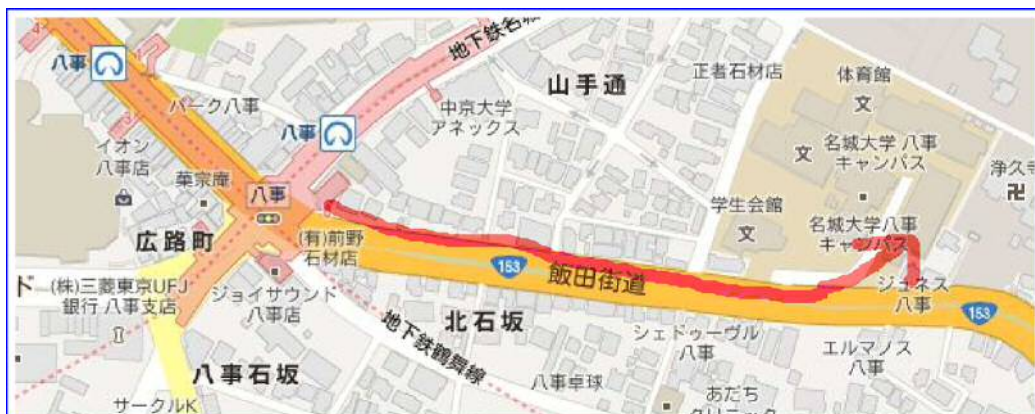 八事
地下鉄名城
山手通
正者石材店
体育館
文
パーク八事
中京大学
アネックス
八事
イオン
八事店
菓宗庵
八事
文
名城大学 八事
キャンパス
浄久寺
卍
学生会館
文
名城大学八事
キャンパス
広路町
(有)前野
石材店
153
飯田街道
ド
(株)三菱東京UFJ
銀行 八事支店
ジョイサウンド
八事店
ジュネス
八事
153
北石坂
地下鉄鶴舞線
シェドゥーヴル
八事
エルマノス
八事
八事石坂
八事卓球
あだち
クリニック
サークルK